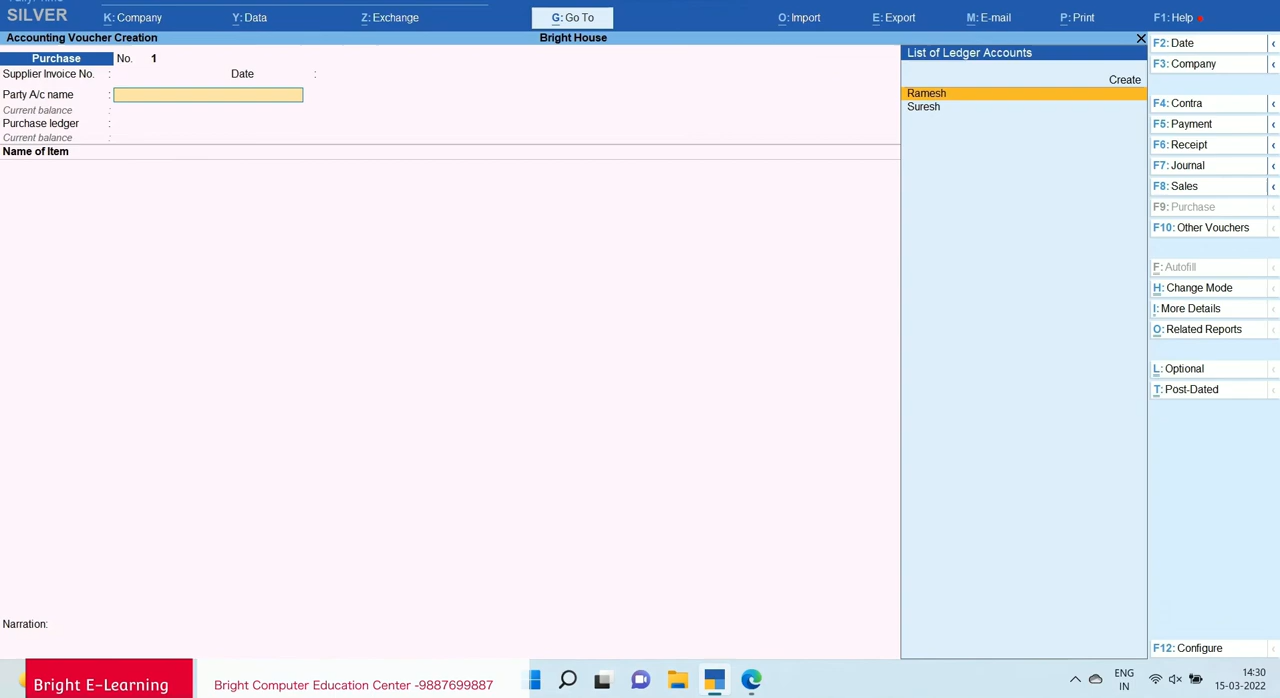 SILVER
K: Company
Y: Data
Z: Exchange
G: Go To
O: Import
E: Export
M: E-mail
P: Print
F1: Help
Accounting Voucher Creation
Bright House
Purchase No. 1
Supplier Invoice No. : Date :
Party A/c name :
Current balance :
Purchase ledger :
Current balance :
Name of Item
Narration:
List of Ledger Accounts
Create
Ramesh
Suresh
F2: Date
F3: Company
F4: Contra
F5: Payment
F6: Receipt
F7: Journal
F8: Sales
F9: Purchase
F10: Other Vouchers
F: Autofill
H: Change Mode
I: More Details
O: Related Reports
L: Optional
T: Post-Dated
F12: Configure
Bright E-Learning
Bright Computer Education Center -9887699887
ENG
IN
14:30
15-03-2022